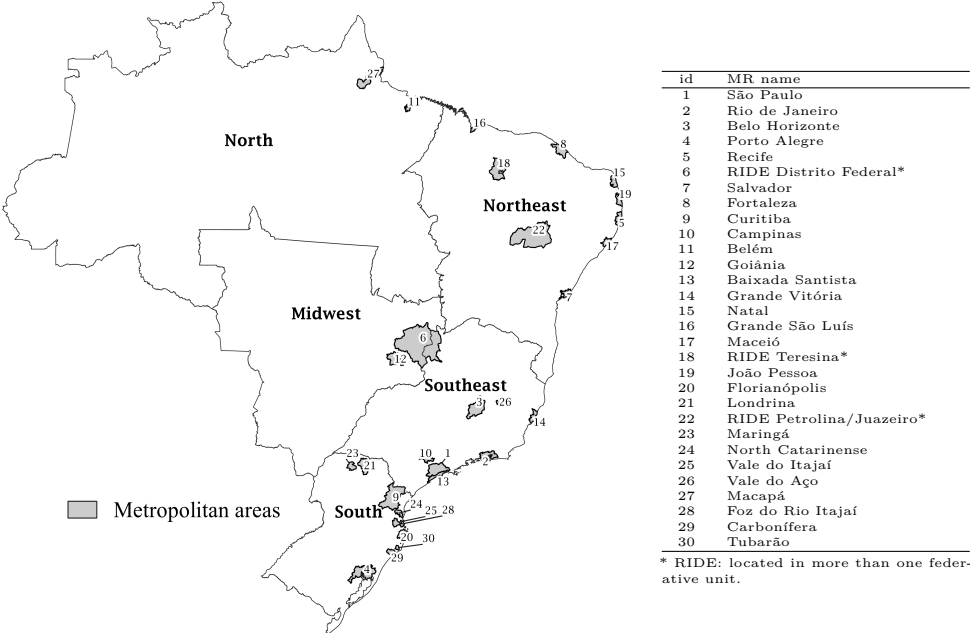 27
11
16
North
8
18
15
Northeast
19
5
22
17
7
Midwest
6
12
Southeast
3
26
14
23
10
1
21
2
13
9
24
South
25
28
Metropolitan areas
20
30
29
4
id MR name
1 São Paulo
2 Rio de Janeiro
3 Belo Horizonte
4 Porto Alegre
5 Recife
6 RIDE Distrito Federal*
7 Salvador
8 Fortaleza
9 Curitiba
10 Campinas
11 Belém
12 Goiânia
13 Baixada Santista
14 Grande Vitória
15 Natal
16 Grande São Luís
17 Maceió
18 RIDE Teresina*
19 João Pessoa
20 Florianópolis
21 Londrina
22 RIDE Petrolina/Juazeiro*
23 Maringá
24 North Catarinense
25 Vale do Itajaí
26 Vale do Aço
27 Macapá
28 Foz do Rio Itajaí
29 Carbonífera
30 Tubarão
* RIDE: located in more than one feder-
ative unit.